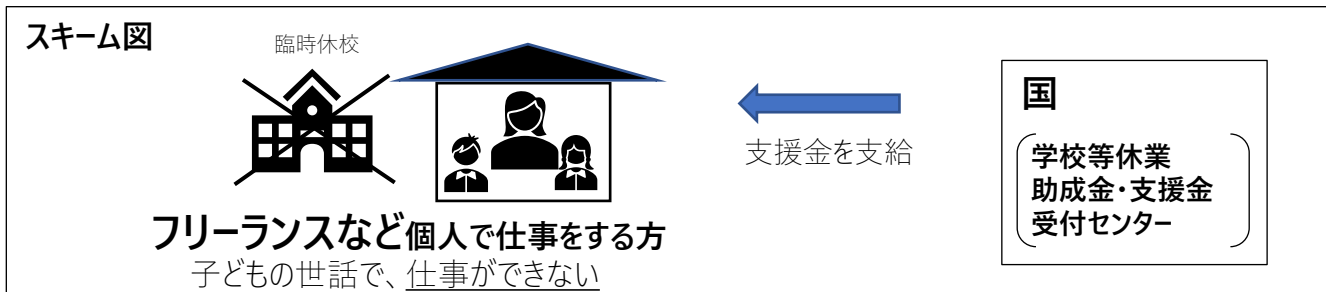 スキーム図
臨時休校
フリーランスなど個人で仕事をする方
子どもの世話で、仕事ができない
支援金を支給
国
学校等休業
助成金・支援金
受付センター